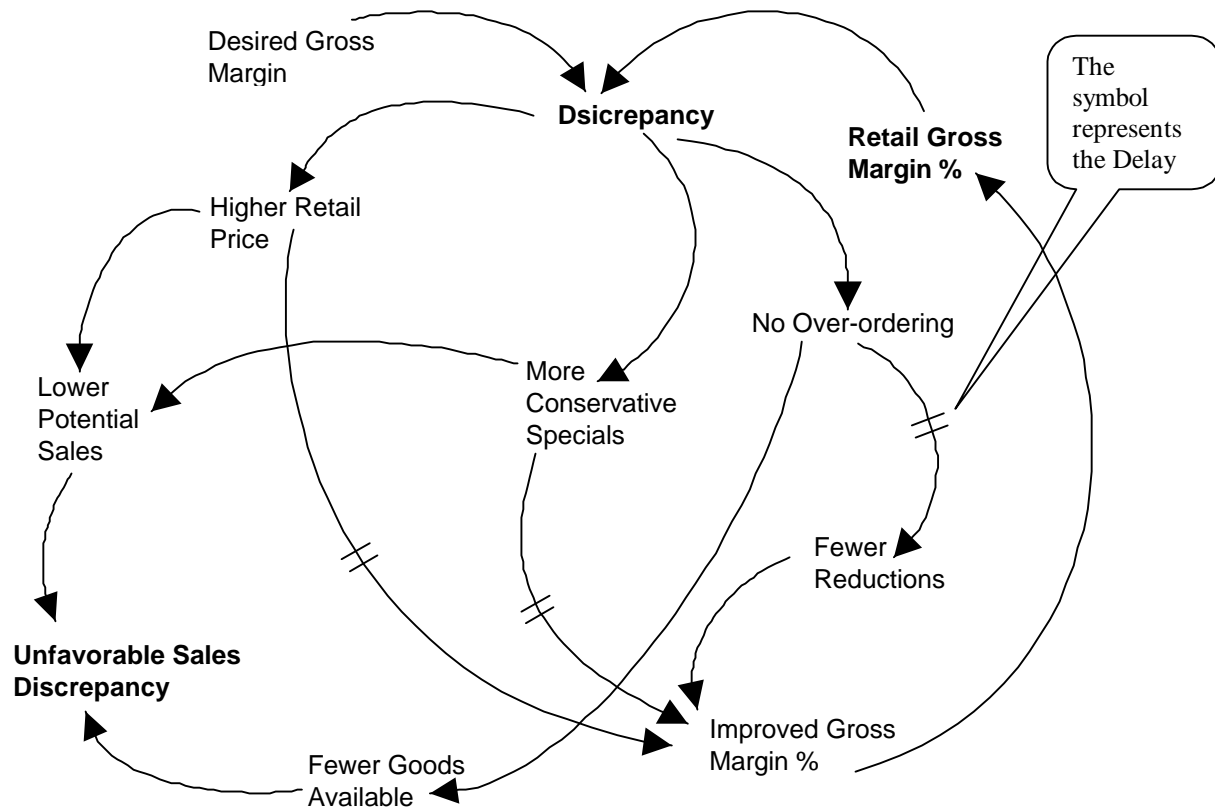 Desired Gross
Margin
Dsicrepancy
The
symbol
represents
the Delay
Retail Gross
Margin %
Higher Retail
Price
No Over-ordering
Lower
Potential
Sales
More
Conservative
Specials
Fewer
Reductions
Unfavorable Sales
Discrepancy
Improved Gross
Margin %
Fewer Goods
Available